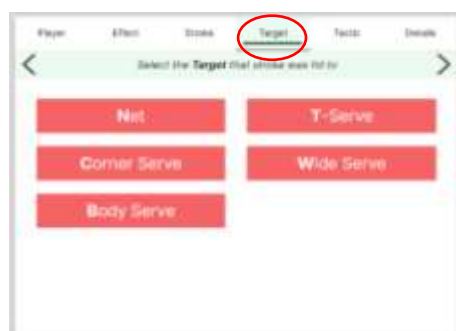 Player Effect Stroke Target Tactic Details
Select the Target that stroke was hit to
Net T-Serve
Corner Serve Wide Serve
Body Serve